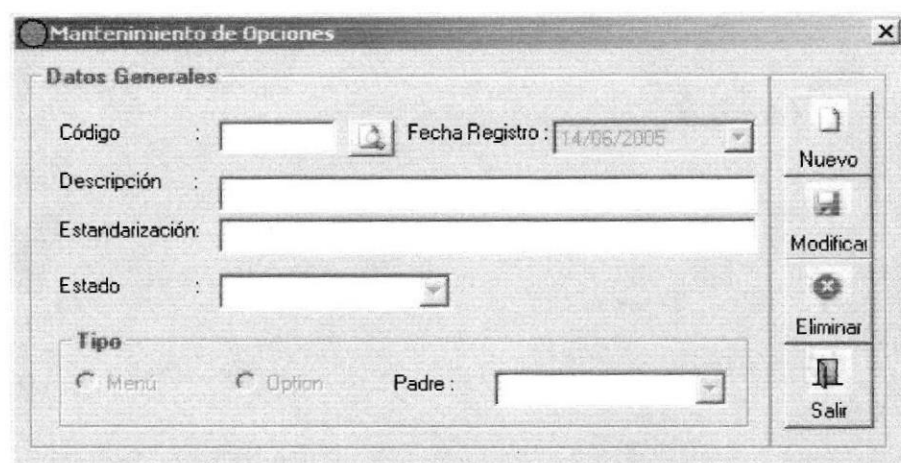 Mantenimiento de Opciones
Datos Generales
Código :
Fecha Registro : 14/06/2005
Descripción :
Estandarización:
Estado :
Tipo
Menú Option Padre :
Nuevo
Modificar
Eliminar
Salir